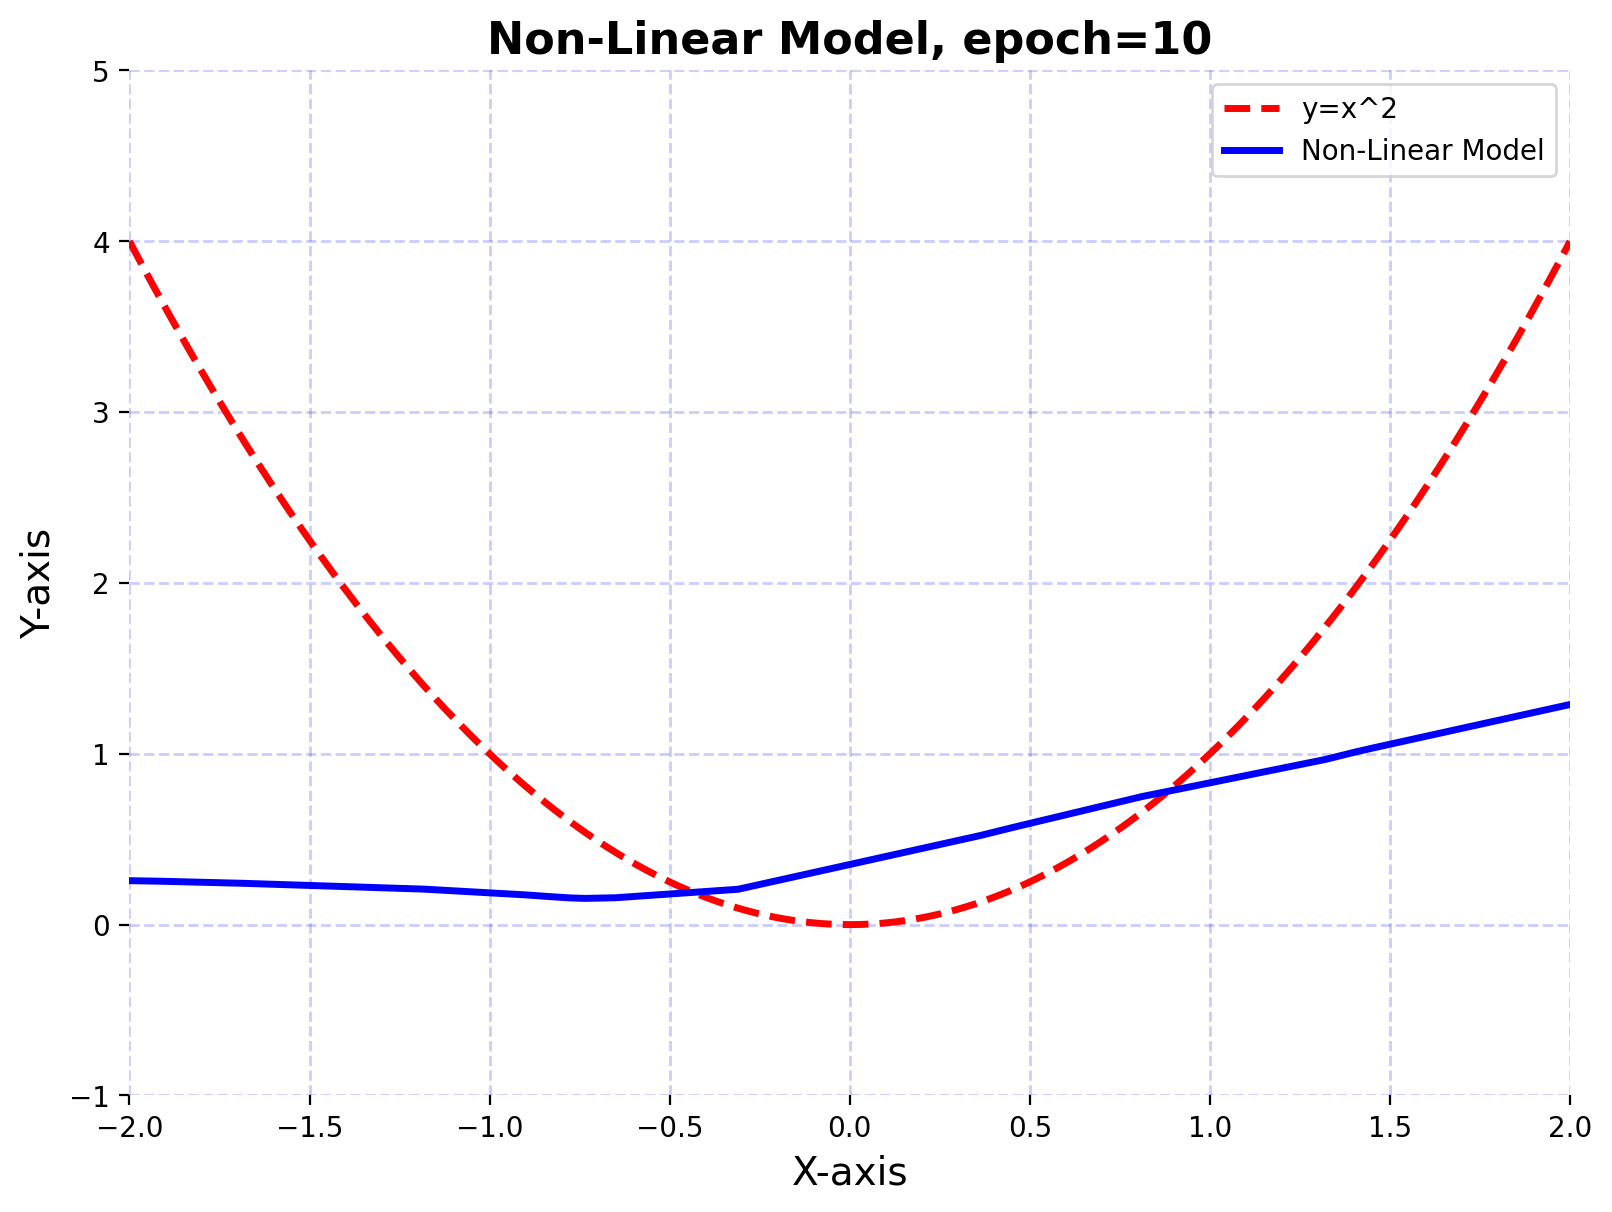 Non-Linear Model, epoch=10
5
4
3
2
1
0
−1
Y-axis
y=x^2
Non-Linear Model
−2.0 −1.5 −1.0 −0.5 0.0 0.5 1.0 1.5 2.0
X-axis